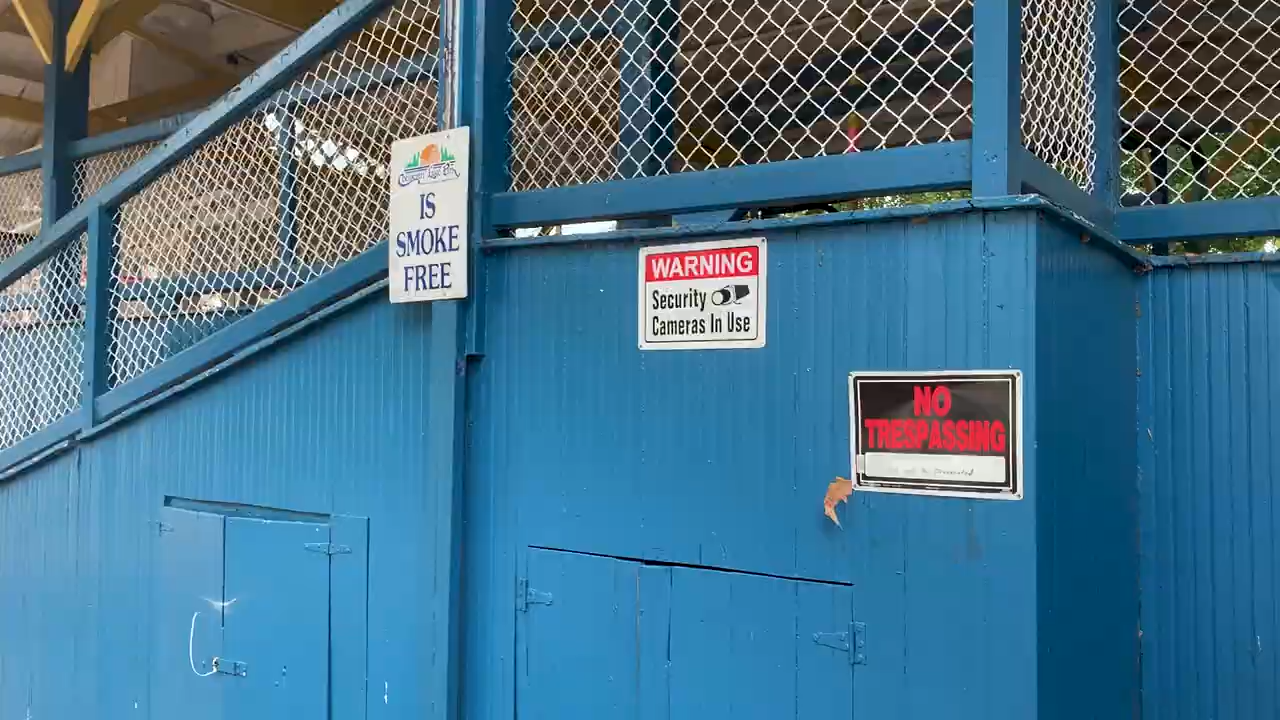 IS
SMOKE
FREE
WARNING
Security
Cameras In Use
NO
TRESPASSING